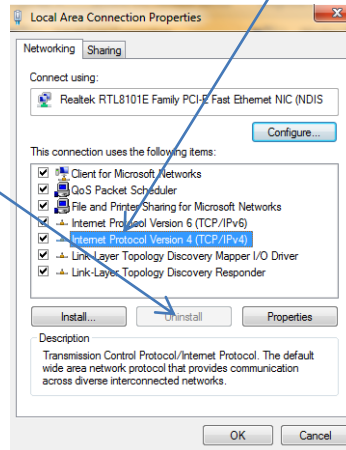 Local Area Connection Properties
Networking Sharing
Connect using:
Realtek RTL8101E Family PCI-E Fast Ethernet NIC (NDIS
Configure...
This connection uses the following items:
Client for Microsoft Networks
QoS Packet Scheduler
File and Printer Sharing for Microsoft Networks
Internet Protocol Version 6 (TCP/IPv6)
Internet Protocol Version 4 (TCP/IPv4)
Link-Layer Topology Discovery Mapper I/O Driver
Link-Layer Topology Discovery Responder
Install... Uninstall Properties
Description
Transmission Control Protocol/Internet Protocol. The default
wide area network protocol that provides communication
across diverse interconnected networks.
OK Cancel